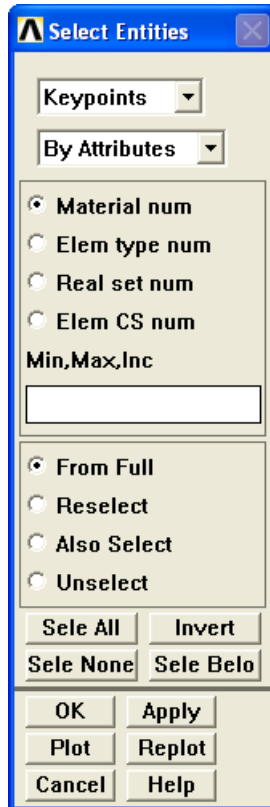 Select Entities
Keypoints
By Attributes
Material num
Elem type num
Real set num
Elem CS num
Min,Max,Inc
From Full
Reselect
Also Select
Unselect
Sele All Invert
Sele None Sele Belo
OK Apply
Plot Replot
Cancel Help